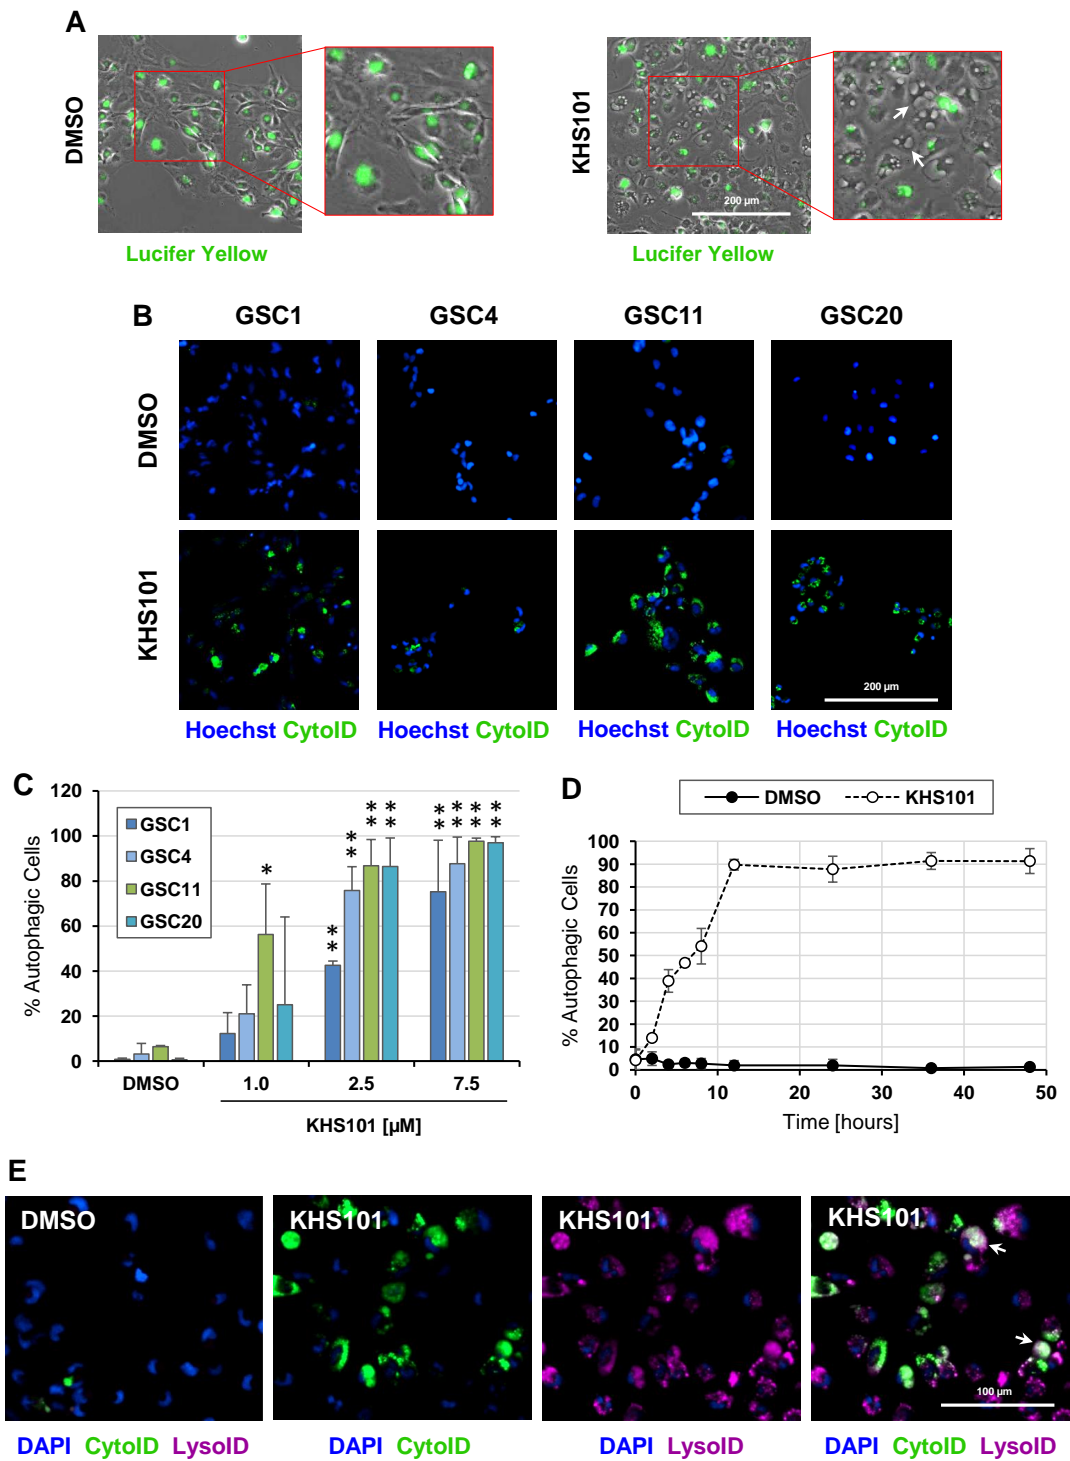 A
DMSO
KHS101
200 µm
Lucifer Yellow
Lucifer Yellow
B
GSC1 GSC4 GSC11 GSC20
DMSO
KHS101
200 µm
Hoechst CytoID Hoechst CytoID Hoechst CytoID Hoechst CytoID
C
% Autophagic Cells
120
100
80
60
40
20
0
GSC1
GSC4
GSC11
GSC20
* * * * * * * * * * * * * * *
DMSO 1.0 2.5 7.5
KHS101 [µM]
D
DMSO KHS101
% Autophagic Cells
100
90
80
70
60
50
40
30
20
10
0
0 10 20 30 40 50
Time [hours]
E
DMSO KHS101 KHS101 KHS101
100 µm
DAPI CytoID LysoID DAPI CytoID DAPI LysoID DAPI CytoID LysoID